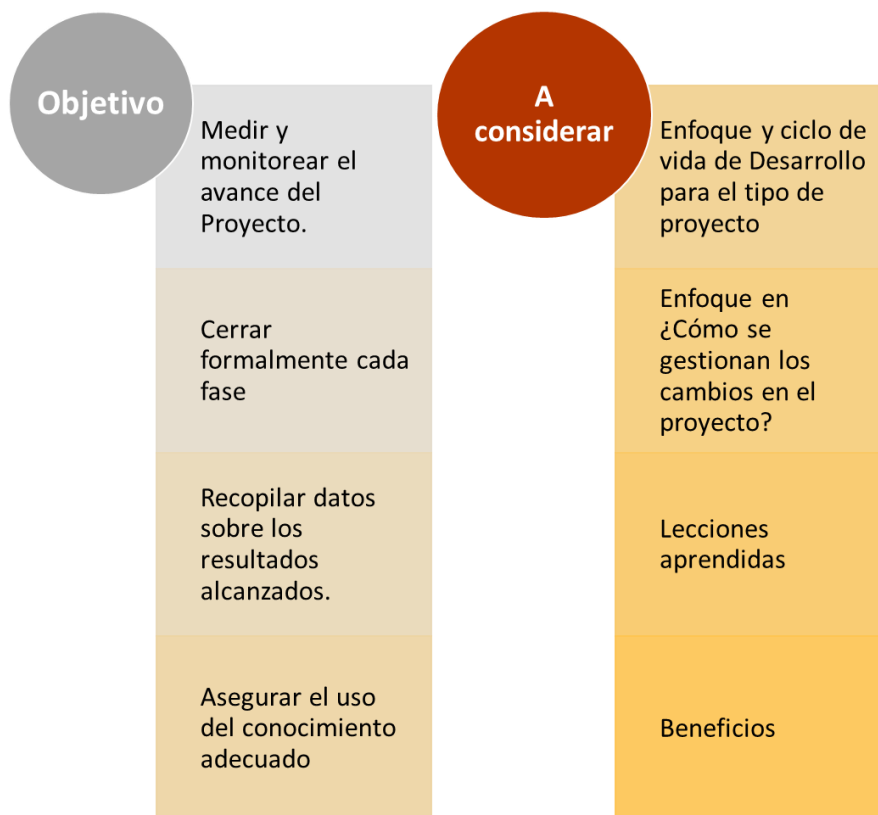 Objetivo
Medir y
monitorear el
avance del
Proyecto.
Cerrar
formalmente cada
fase
Recopilar datos
sobre los
resultados
alcanzados.
Asegurar el uso
del conocimiento
adecuado
A
considerar
Enfoque y ciclo de
vida de Desarrollo
para el tipo de
proyecto
Enfoque en
¿Cómo se
gestionan los
cambios en el
proyecto?
Lecciones
aprendidas
Beneficios